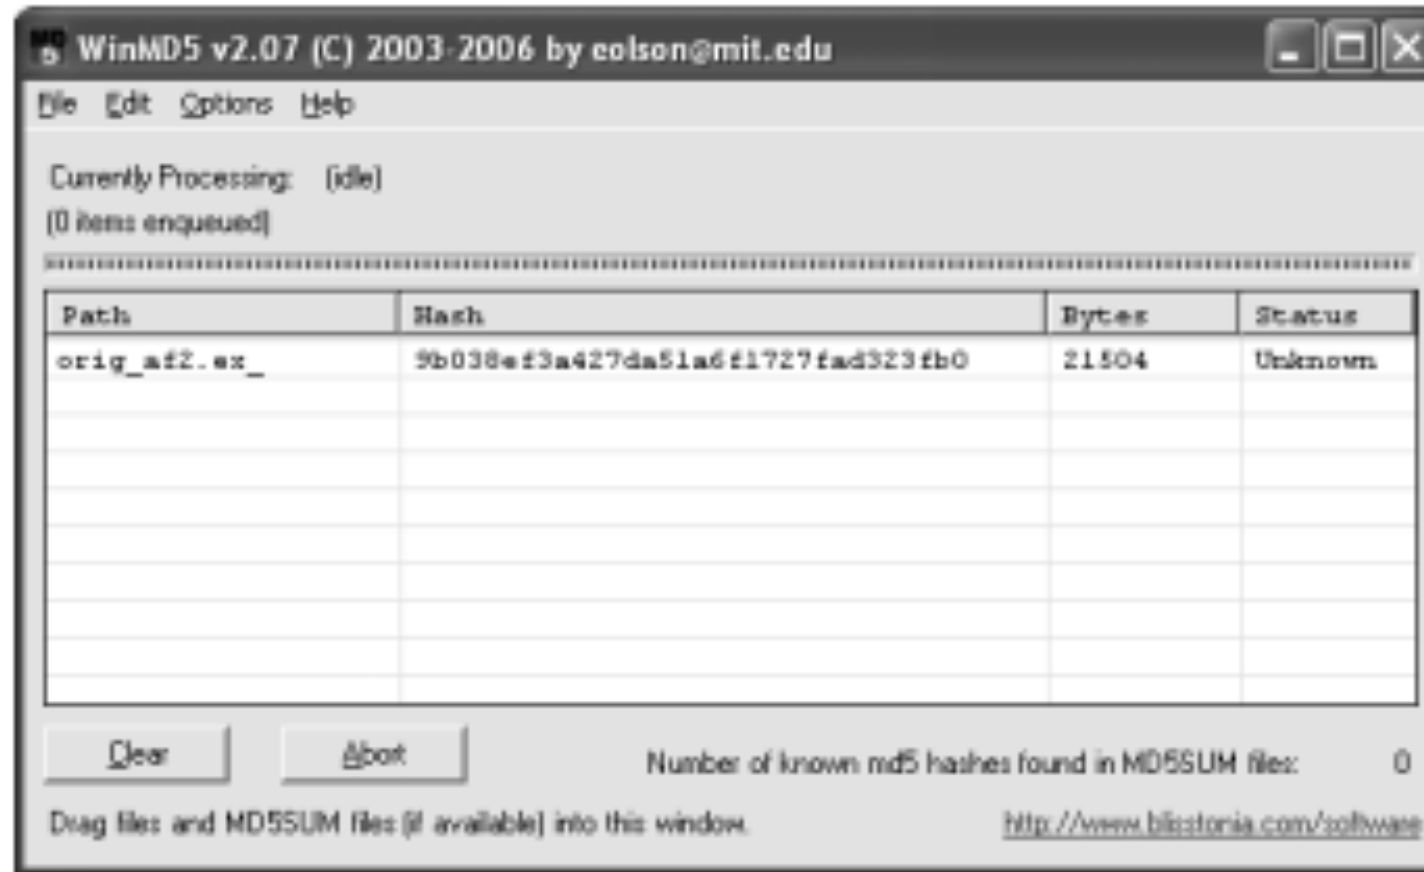 WinMD5 v2.07 (C) 2003-2006 by eolson@mit.edu
File Edit Options Help
Currently Processing: (idle)
(0 items enqueued)
Path Hash Bytes Status
orig_af2.ex_ 9b038ef3a427da51a6f1727fad323fb0 21504 Unknown
Clear Abort
Number of known md5 hashes found in MD5SUM files: 0
Drag files and MD5SUM files (if available) into this window. http://www.blisstonia.com/software